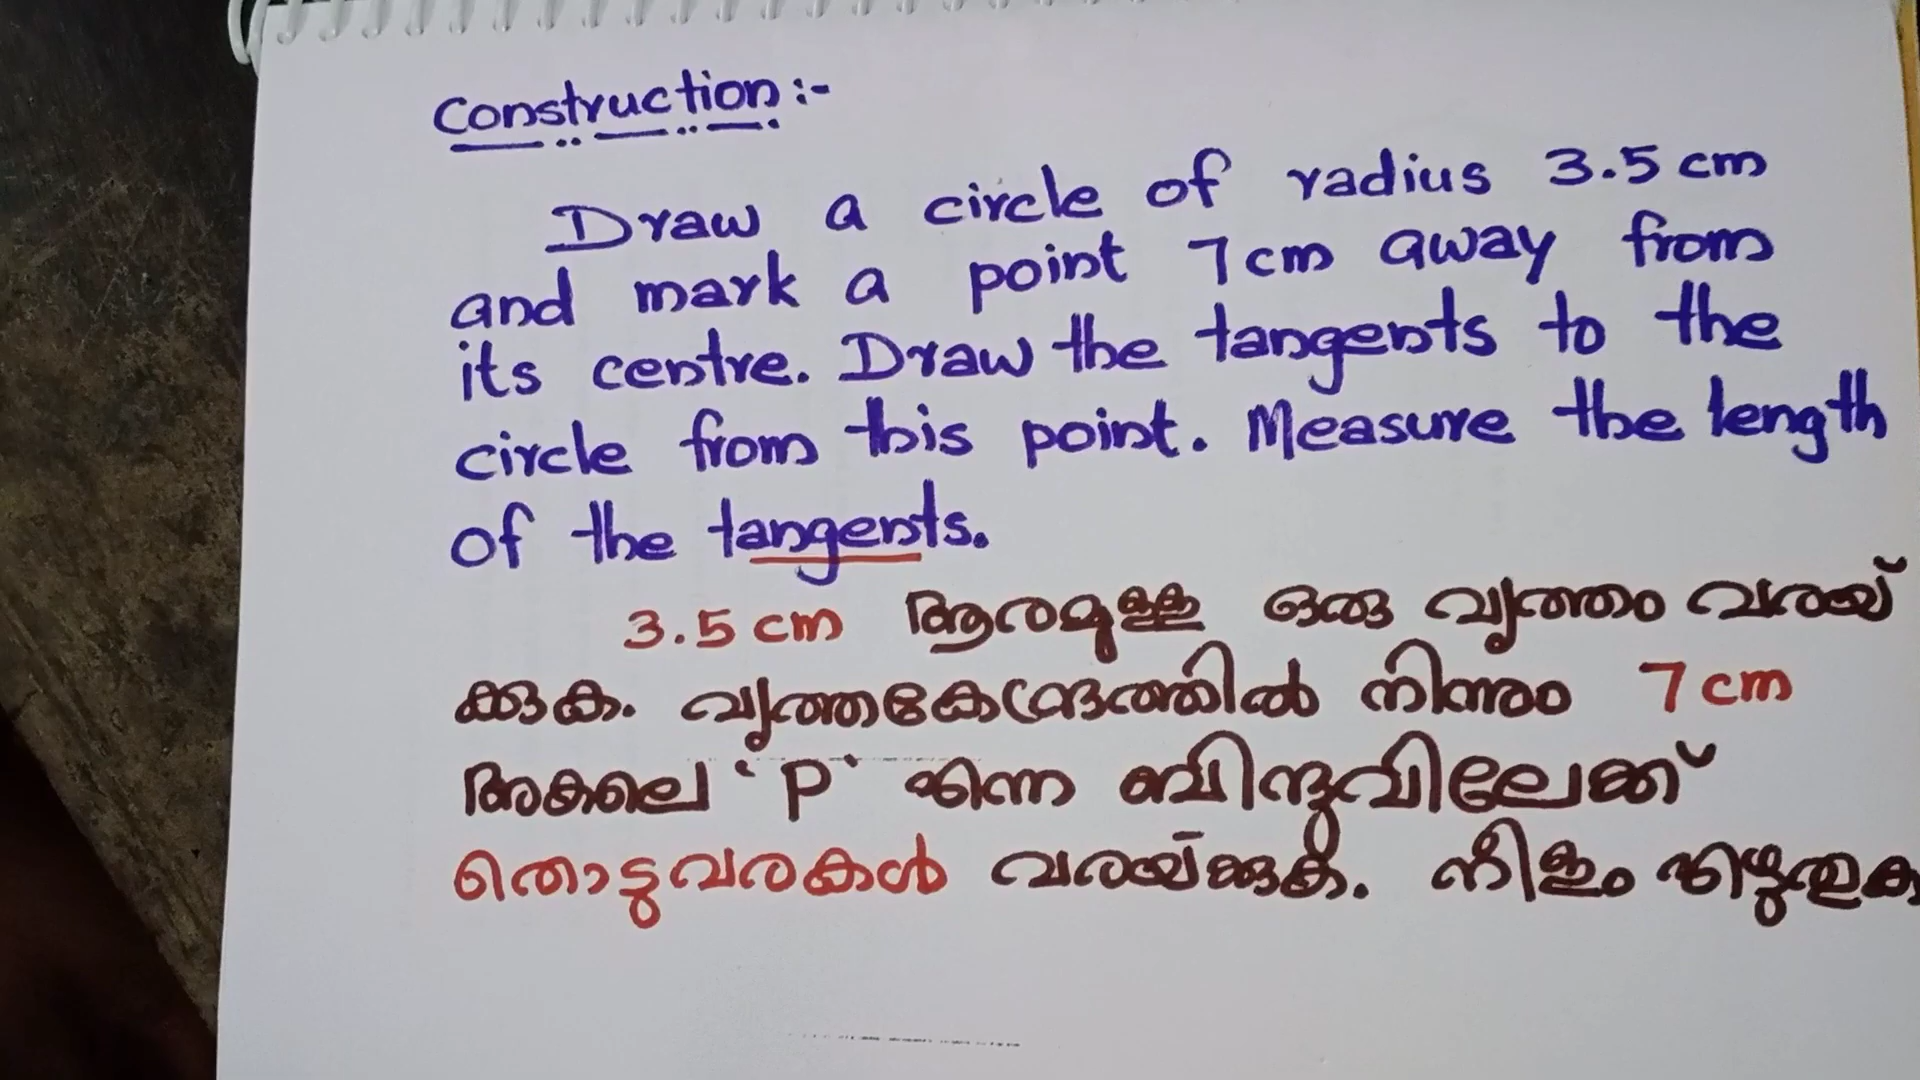 Construction:-
Draw a circle of radius 3.5 cm
and mark a point 7cm away from
its centre. Draw the tangents to the
circle from this point. Measure the length
of the tangents.
3.5 cm ആരമുള്ള ഒരു വൃത്തം വരയ്
ക്കുക. വൃത്തകേന്ദ്രത്തിൽ നിന്നും 7 cm
അകലെ 'P' എന്ന ബിന്ദുവിലേക്ക്
തൊട്ടുവരകൾ വരയ്ക്കുക. നീളം എഴുതുക